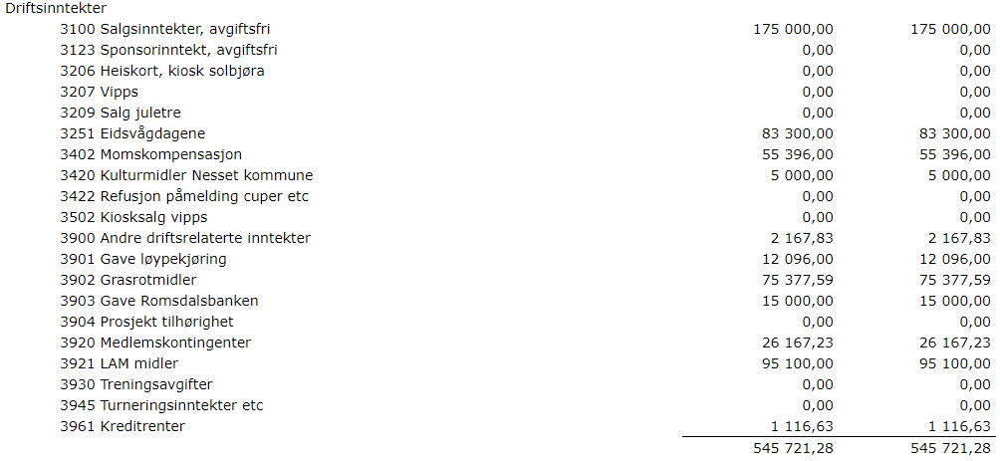 Driftsinntekter
3100 Salgsinntekter, avgiftsfri 175 000,00 175 000,00
3123 Sponsorinntekt, avgiftsfri 0,00 0,00
3206 Heiskort, kiosk solbjøra 0,00 0,00
3207 Vipps 0,00 0,00
3209 Salg juletre 0,00 0,00
3251 Eidsvågdagene 83 300,00 83 300,00
3402 Momskompensasjon 55 396,00 55 396,00
3420 Kulturmidler Nesset kommune 5 000,00 5 000,00
3422 Refusjon påmelding cuper etc 0,00 0,00
3502 Kiosksalg vipps 0,00 0,00
3900 Andre driftsrelaterte inntekter 2 167,83 2 167,83
3901 Gave løypekjøring 12 096,00 12 096,00
3902 Grasrotmidler 75 377,59 75 377,59
3903 Gave Romsdalsbanken 15 000,00 15 000,00
3904 Prosjekt tilhørighet 0,00 0,00
3920 Medlemskontingenter 26 167,23 26 167,23
3921 LAM midler 95 100,00 95 100,00
3930 Treningsavgifter 0,00 0,00
3945 Turneringsinntekter etc 0,00 0,00
3961 Kreditrenter 1 116,63 1 116,63
545 721,28 545 721,28